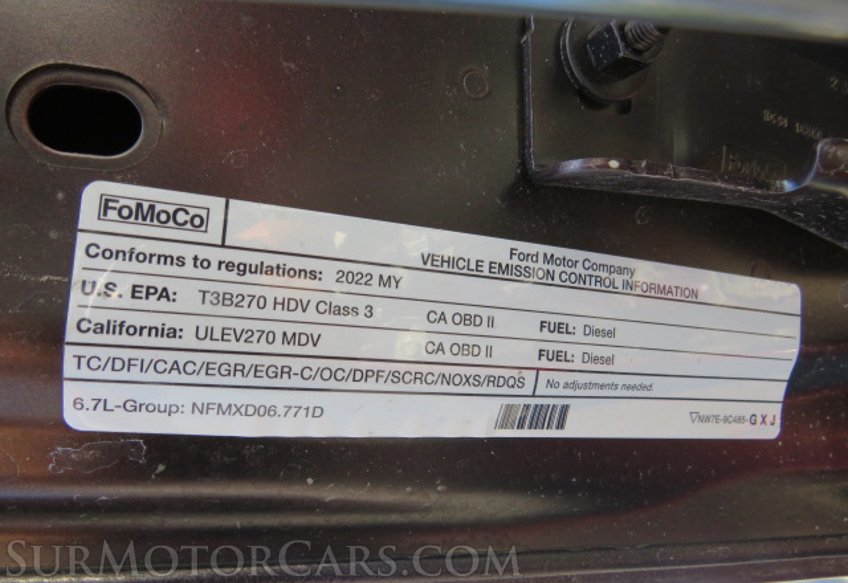 FoMoCo
Ford Motor Company
VEHICLE EMISSION CONTROL INFORMATION
Conforms to regulations: 2022 MY
U.S. EPA: T3B270 HDV Class 3 CA OBD II FUEL: Diesel
California: ULEV270 MDV CA OBD II FUEL: Diesel
TC/DFI/CAC/EGR/EGR-C/OC/DPF/SCRC/NOXS/RDQS No adjustments needed.
6.7L-Group: NFMXD06.771D NW7E-9C485-GXJ
FoMoCo
SURMOTORCARS.COM